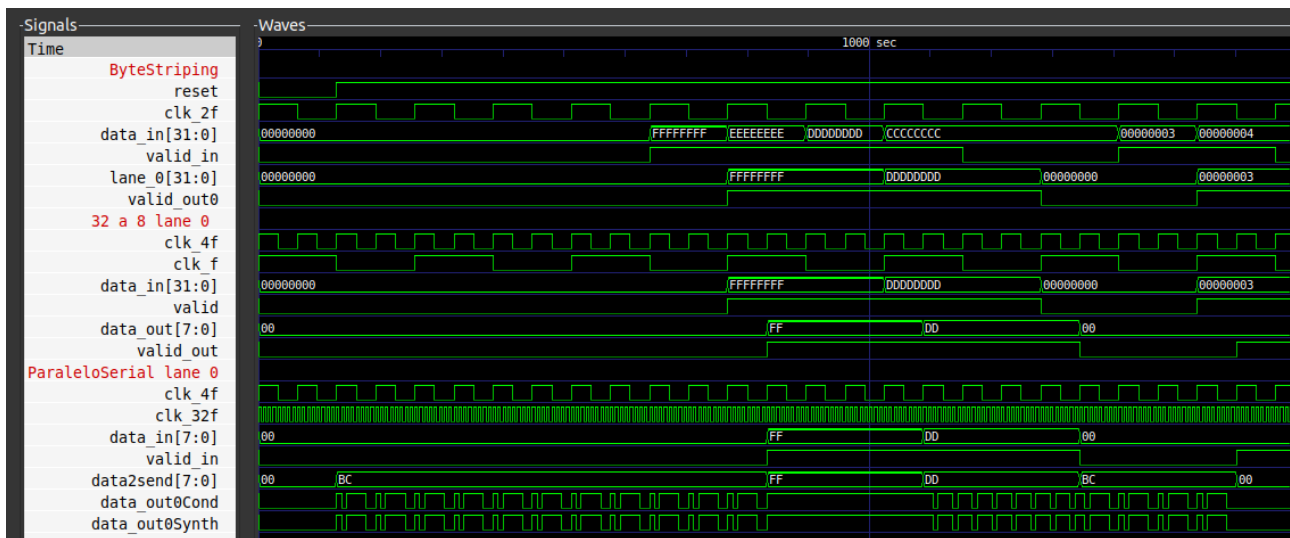 Signals Waves
Time 0 1000 sec
ByteStriping
reset
clk_2f
data_in[31:0] 00000000 FFFFFFFF EEEEEEEE DDDDDDDD CCCCCCCC 00000003 00000004
valid_in
lane_0[31:0] 00000000 FFFFFFFF DDDDDDDD 00000000 00000003
valid_out0
32 a 8 lane 0
clk_4f
clk_f
data_in[31:0] 00000000 FFFFFFFF DDDDDDDD 00000000 00000003
valid
data_out[7:0] 00 FF DD 00
valid_out
ParaleloSerial lane 0
clk_4f
clk_32f
data_in[7:0] 00 FF DD 00
valid_in
data2send[7:0] 00 BC FF DD BC 00
data_out0Cond
data_out0Synth